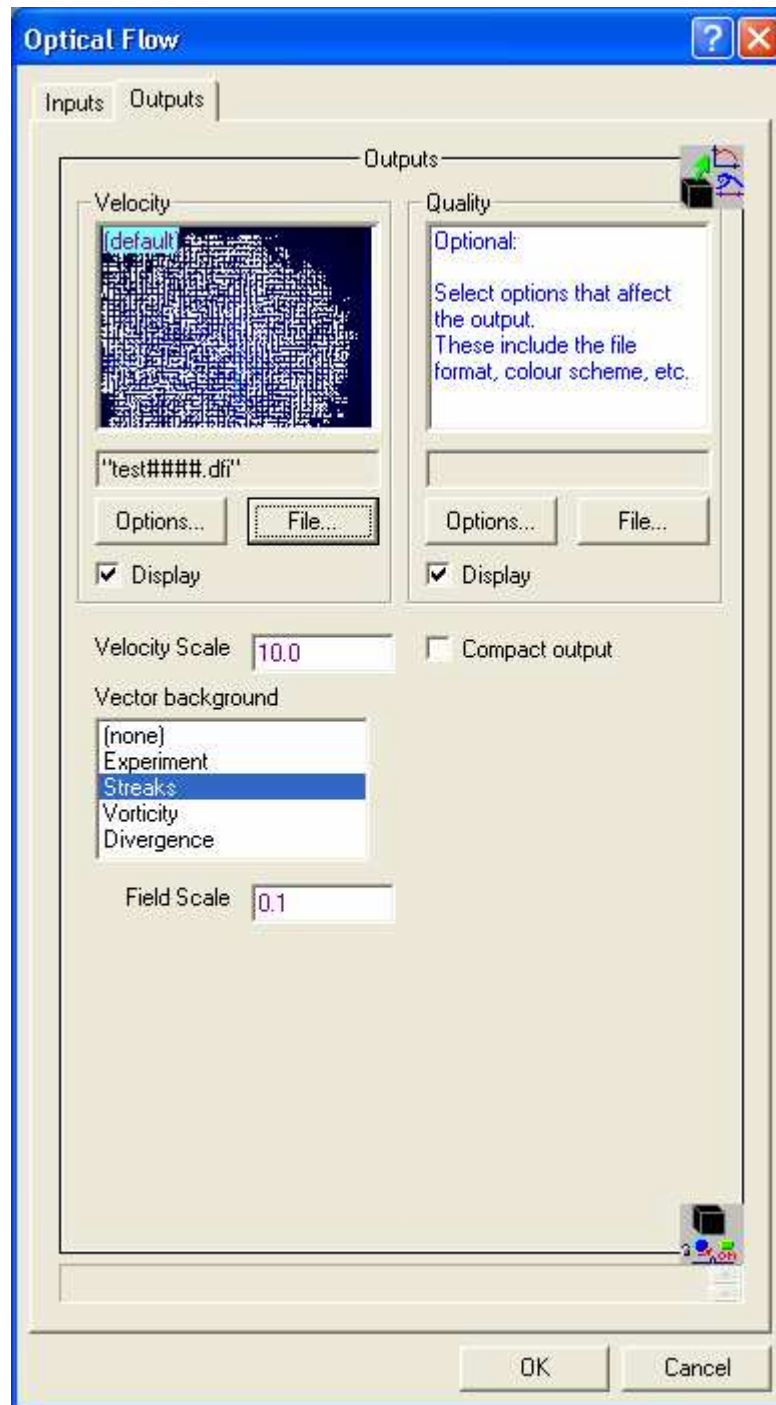 Optical Flow
Inputs
Outputs
Outputs
Velocity
(default)
"test####.dfi"
Options...
File...
Display
Quality
Optional:
Select options that affect
the output.
These include the file
format, colour scheme, etc.
Options...
File...
Display
Velocity Scale
10.0
Compact output
Vector background
(none)
Experiment
Streaks
Vorticity
Divergence
Field Scale
0.1
OK
Cancel